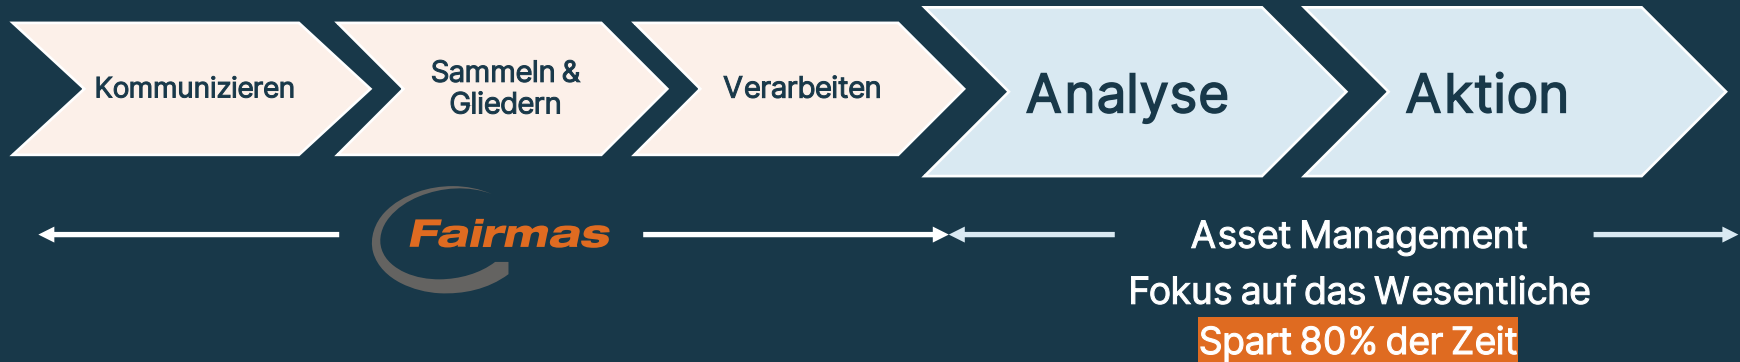 Kommunizieren
Sammeln &
Gliedern
Verarbeiten
Analyse
Aktion
Fairmas
Asset Management
Fokus auf das Wesentliche
Spart 80% der Zeit